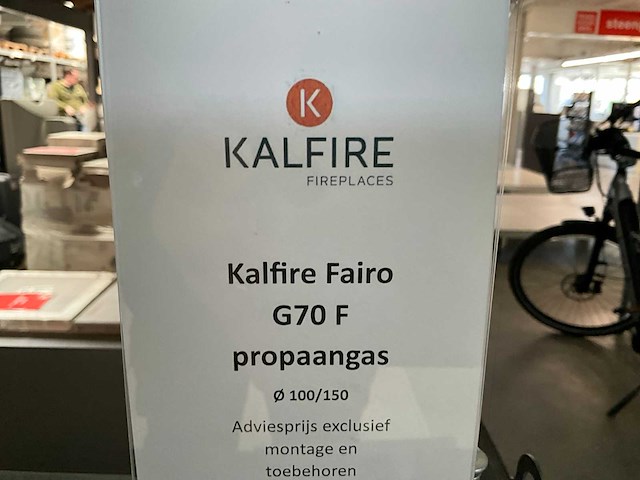 K
KALFIRE
FIREPLACES
Kalfire Fairo
G70 F
propaangas
Ø 100/150
Adviesprijs exclusief
montage en
toebehoren